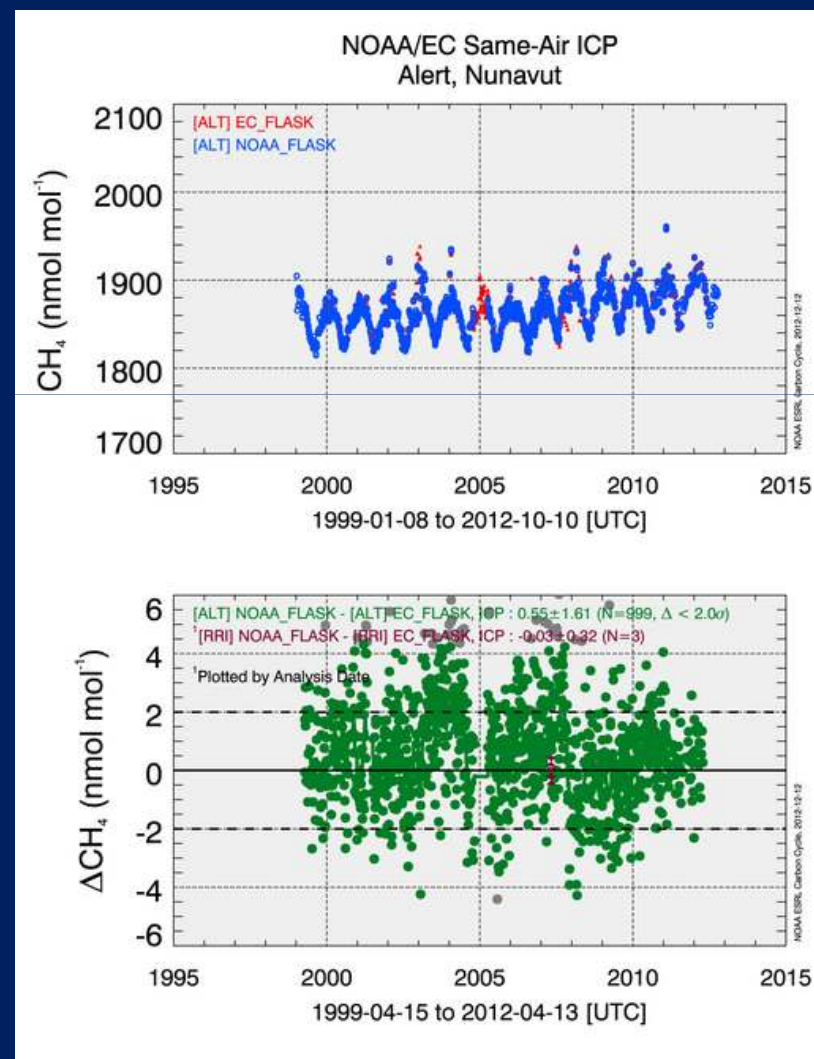 NOAA/EC Same-Air ICP
Alert, Nunavut
[ALT] EC_FLASK
[ALT] NOAA_FLASK
CH₄ (nmol mol⁻¹)
2100
2000
1900
1800
1700
1995 2000 2005 2010 2015
1999-01-08 to 2012-10-10 [UTC]
NOAA ESRL Carbon Cycle, 2012-12-12
[ALT] NOAA_FLASK - [ALT] EC_FLASK, ICP : 0.55±1.61 (N=999, Δ < 2.0σ)
¹[RRI] NOAA_FLASK - [RRI] EC_FLASK, ICP : -0.03±0.32 (N=3)
¹Plotted by Analysis Date
ΔCH₄ (nmol mol⁻¹)
6
4
2
0
-2
-4
-6
1995 2000 2005 2010 2015
1999-04-15 to 2012-04-13 [UTC]
NOAA ESRL Carbon Cycle, 2012-12-12